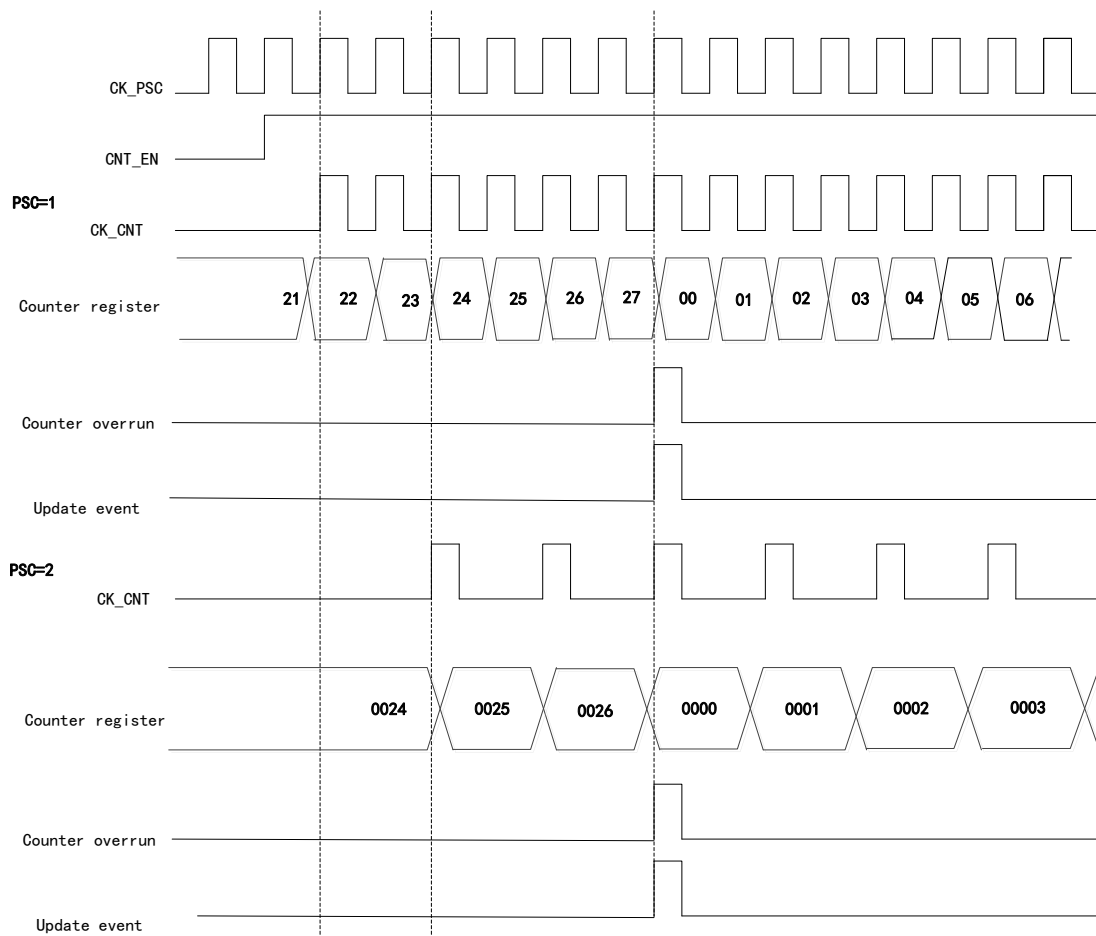 CK_PSC
CNT_EN
PSC=1
CK_CNT
Counter register 21 22 23 24 25 26 27 00 01 02 03 04 05 06
Counter overrun
Update event
PSC=2
CK_CNT
Counter register 0024 0025 0026 0000 0001 0002 0003
Counter overrun
Update event